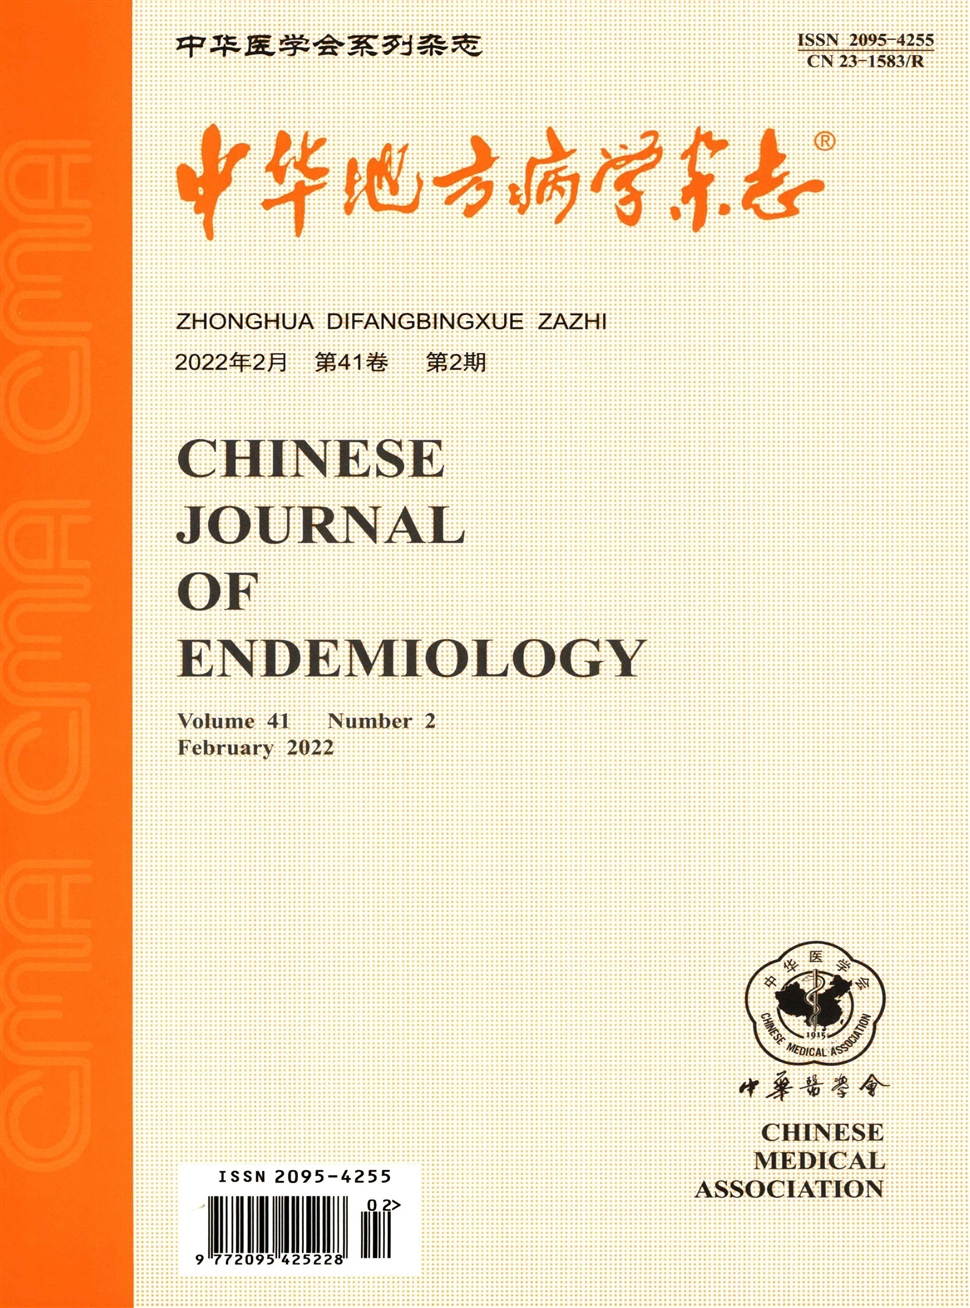 中华医学会系列杂志
ISSN 2095-4255
CN 23-1583/R
中华地方病学杂志®
ZHONGHUA DIFANGBINGXUE ZAZHI
2022年2月 第41卷 第2期
CHINESE
JOURNAL
OF
ENDEMIOLOGY
Volume 41 Number 2
February 2022
CMA CMA CMA
中华医学会
1915
CHINESE MEDICAL ASSOCIATION
中華醫學會
CHINESE
MEDICAL
ASSOCIATION
ISSN 2095-4255
02>
9 772095 425228